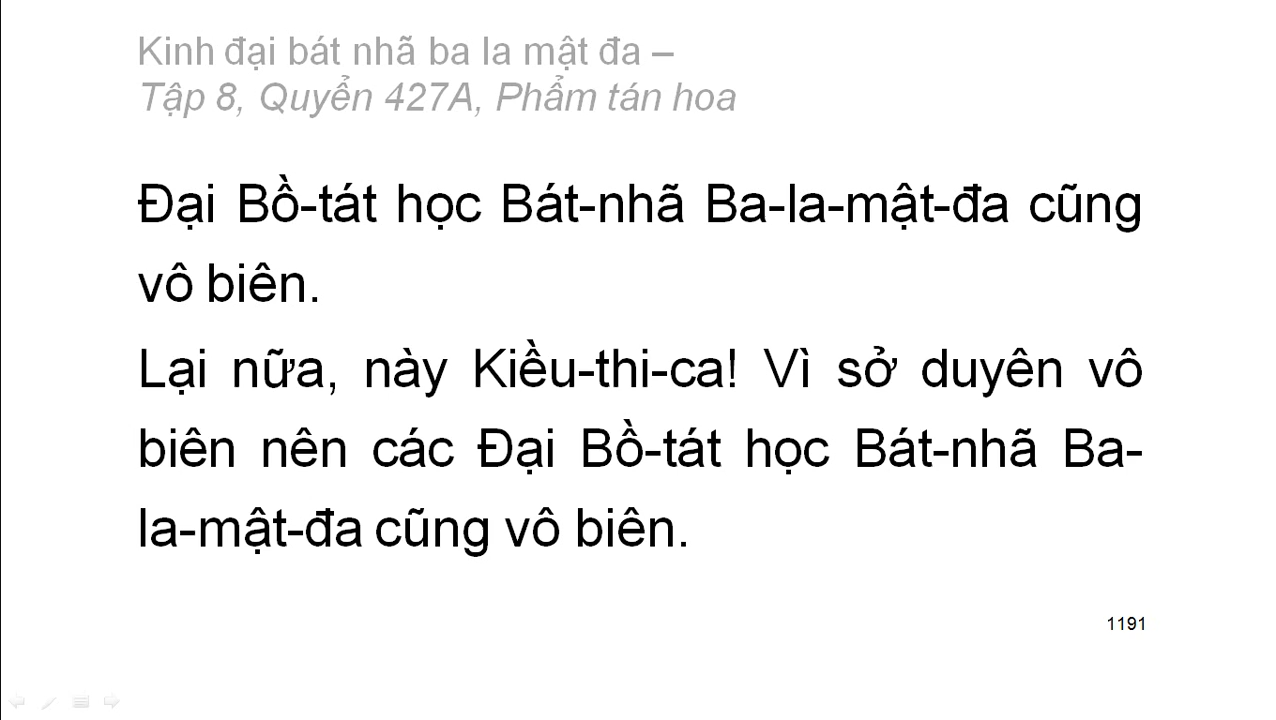 Kinh đại bát nhã ba la mật đa –
Tập 8, Quyển 427A, Phẩm tán hoa
Đại Bồ-tát học Bát-nhã Ba-la-mật-đa cũng
vô biên.
Lại nữa, này Kiều-thi-ca! Vì sở duyên vô
biên nên các Đại Bồ-tát học Bát-nhã Ba-
la-mật-đa cũng vô biên.
1191